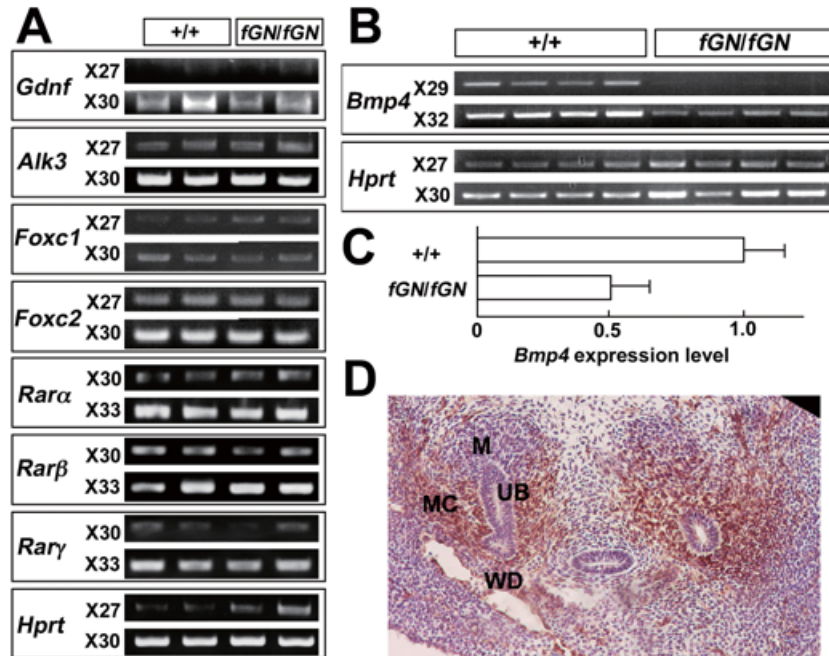 A
+/+ fGN/fGN
Gdnf X27
X30
Alk3 X27
X30
Foxc1 X27
X30
Foxc2 X27
X30
Rarα X30
X33
Rarβ X30
X33
Rarγ X30
X33
Hprt X27
X30
B
+/+ fGN/fGN
Bmp4 X29
X32
Hprt X27
X30
C
+/+
fGN/fGN
0 0.5 1.0
Bmp4 expression level
D
M
UB
MC
WD